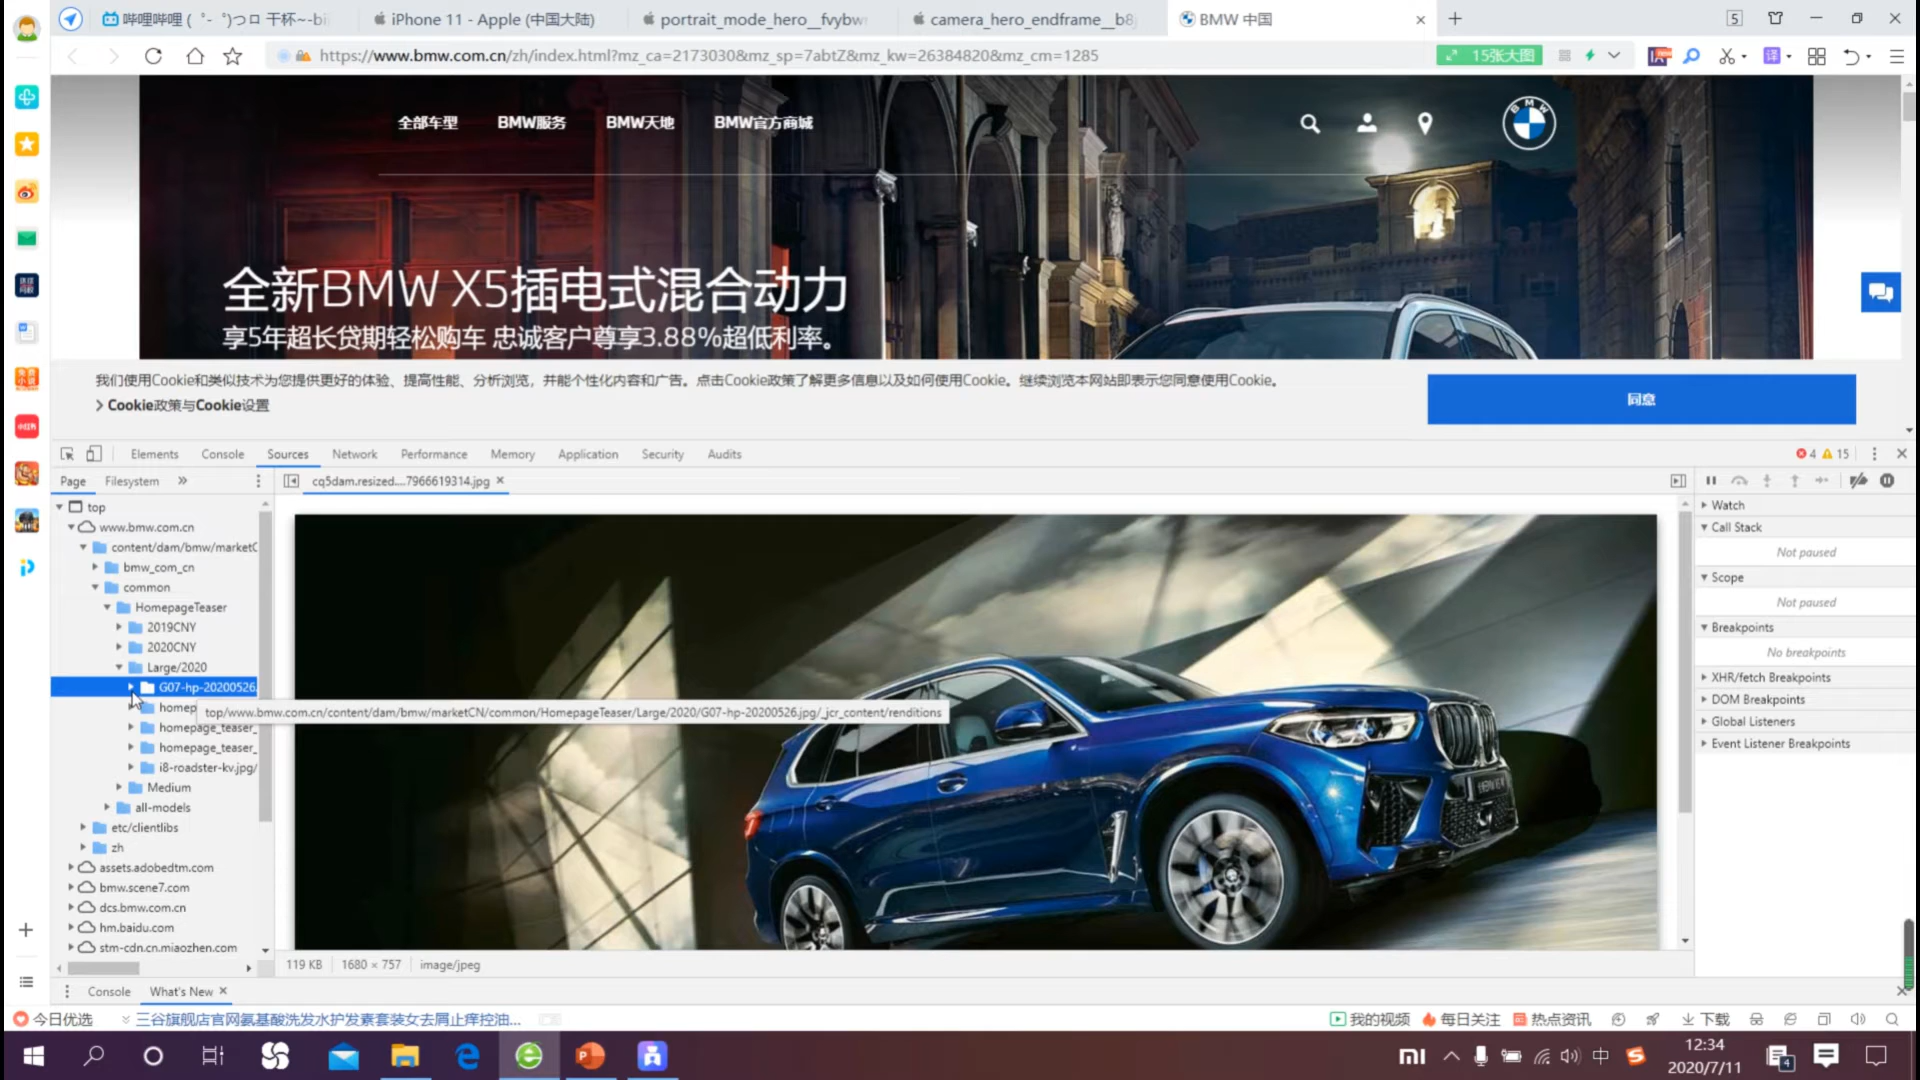 哔哩哔哩 ( ゜- ゜)つロ 干杯~-bi
iPhone 11 - Apple (中国大陆)
portrait_mode_hero__fvybw
camera_hero_endframe__b8
BMW 中国
5
https://www.bmw.com.cn/zh/index.html?mz_ca=2173030&mz_sp=7abtZ&mz_kw=26384820&mz_cm=1285
15张大图
译
全部车型
BMW服务
BMW天地
BMW官方商城
BMW
全新BMW X5插电式混合动力
享5年超长贷期轻松购车 忠诚客户尊享3.88%超低利率。
我们使用Cookie和类似技术为您提供更好的体验、提高性能、分析浏览，并能个性化内容和广告。点击Cookie政策了解更多信息以及如何使用Cookie。继续浏览本网站即表示您同意使用Cookie。
Cookie政策与Cookie设置
同意
Elements
Console
Sources
Network
Performance
Memory
Application
Security
Audits
4
15
Page
Filesystem
cq5dam.resized....7966619314.jpg
top
www.bmw.com.cn
content/dam/bmw/marketC
bmw_com_cn
common
HomepageTeaser
2019CNY
2020CNY
Large/2020
G07-hp-20200526.
homep
top/www.bmw.com.cn/content/dam/bmw/marketCN/common/HomepageTeaser/Large/2020/G07-hp-20200526.jpg/_jcr_content/renditions
homepage_teaser_
homepage_teaser_
i8-roadster-kv.jpg/
Medium
all-models
etc/clientlibs
zh
assets.adobedtm.com
bmw.scene7.com
dcs.bmw.com.cn
hm.baidu.com
stm-cdn.cn.miaozhen.com
119 KB
1680 × 757
image/jpeg
Watch
Call Stack
Not paused
Scope
Not paused
Breakpoints
No breakpoints
XHR/fetch Breakpoints
DOM Breakpoints
Global Listeners
Event Listener Breakpoints
Console
What's New
今日优选
三谷旗舰店官网氨基酸洗发水护发素套装女去屑止痒控油...
我的视频
每日关注
热点资讯
下载
中
12:34
2020/7/11
4